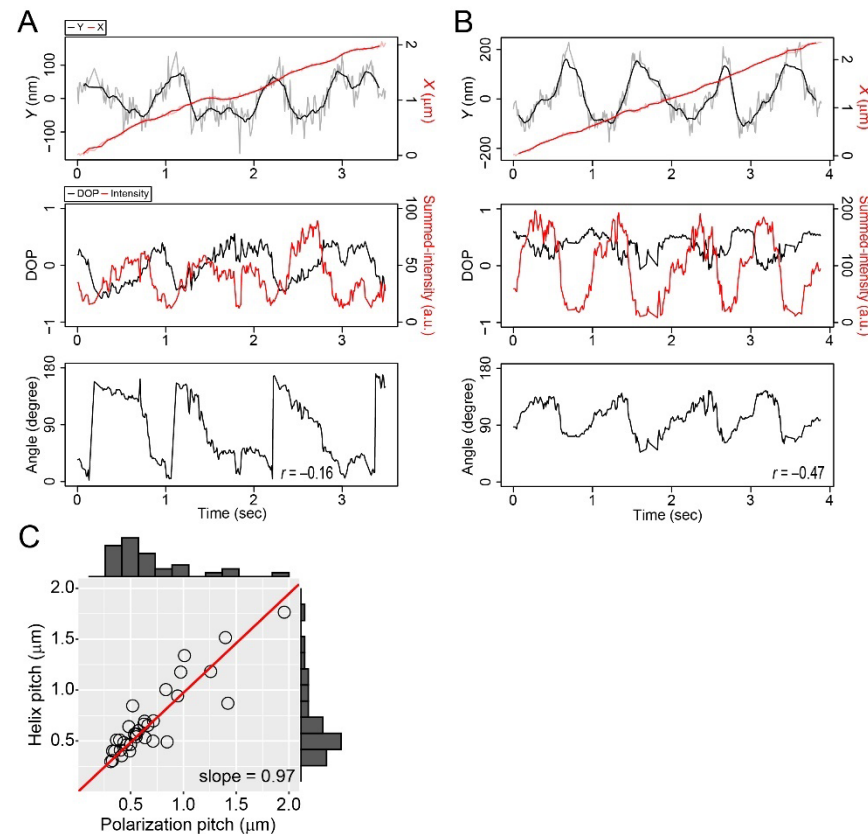 A
Y X
Y (nm)
100
0
−100
2
1
0
X (μm)
0 1 2 3
DOP Intensity
DOP
1
0
−1
100
50
0
Summed-intensity (a.u.)
0 1 2 3
Angle (degree)
180
90
0
r = −0.16
0 1 2 3
Time (sec)
B
Y (nm)
200
0
−200
2
1
0
X (μm)
0 1 2 3 4
DOP
1
0
−1
200
100
0
Summed-intensity (a.u.)
0 1 2 3 4
Angle (degree)
180
90
0
r = −0.47
0 1 2 3 4
Time (sec)
C
Helix pitch (μm)
2.0
1.5
1.0
0.5
slope = 0.97
0.5 1.0 1.5 2.0
Polarization pitch (μm)